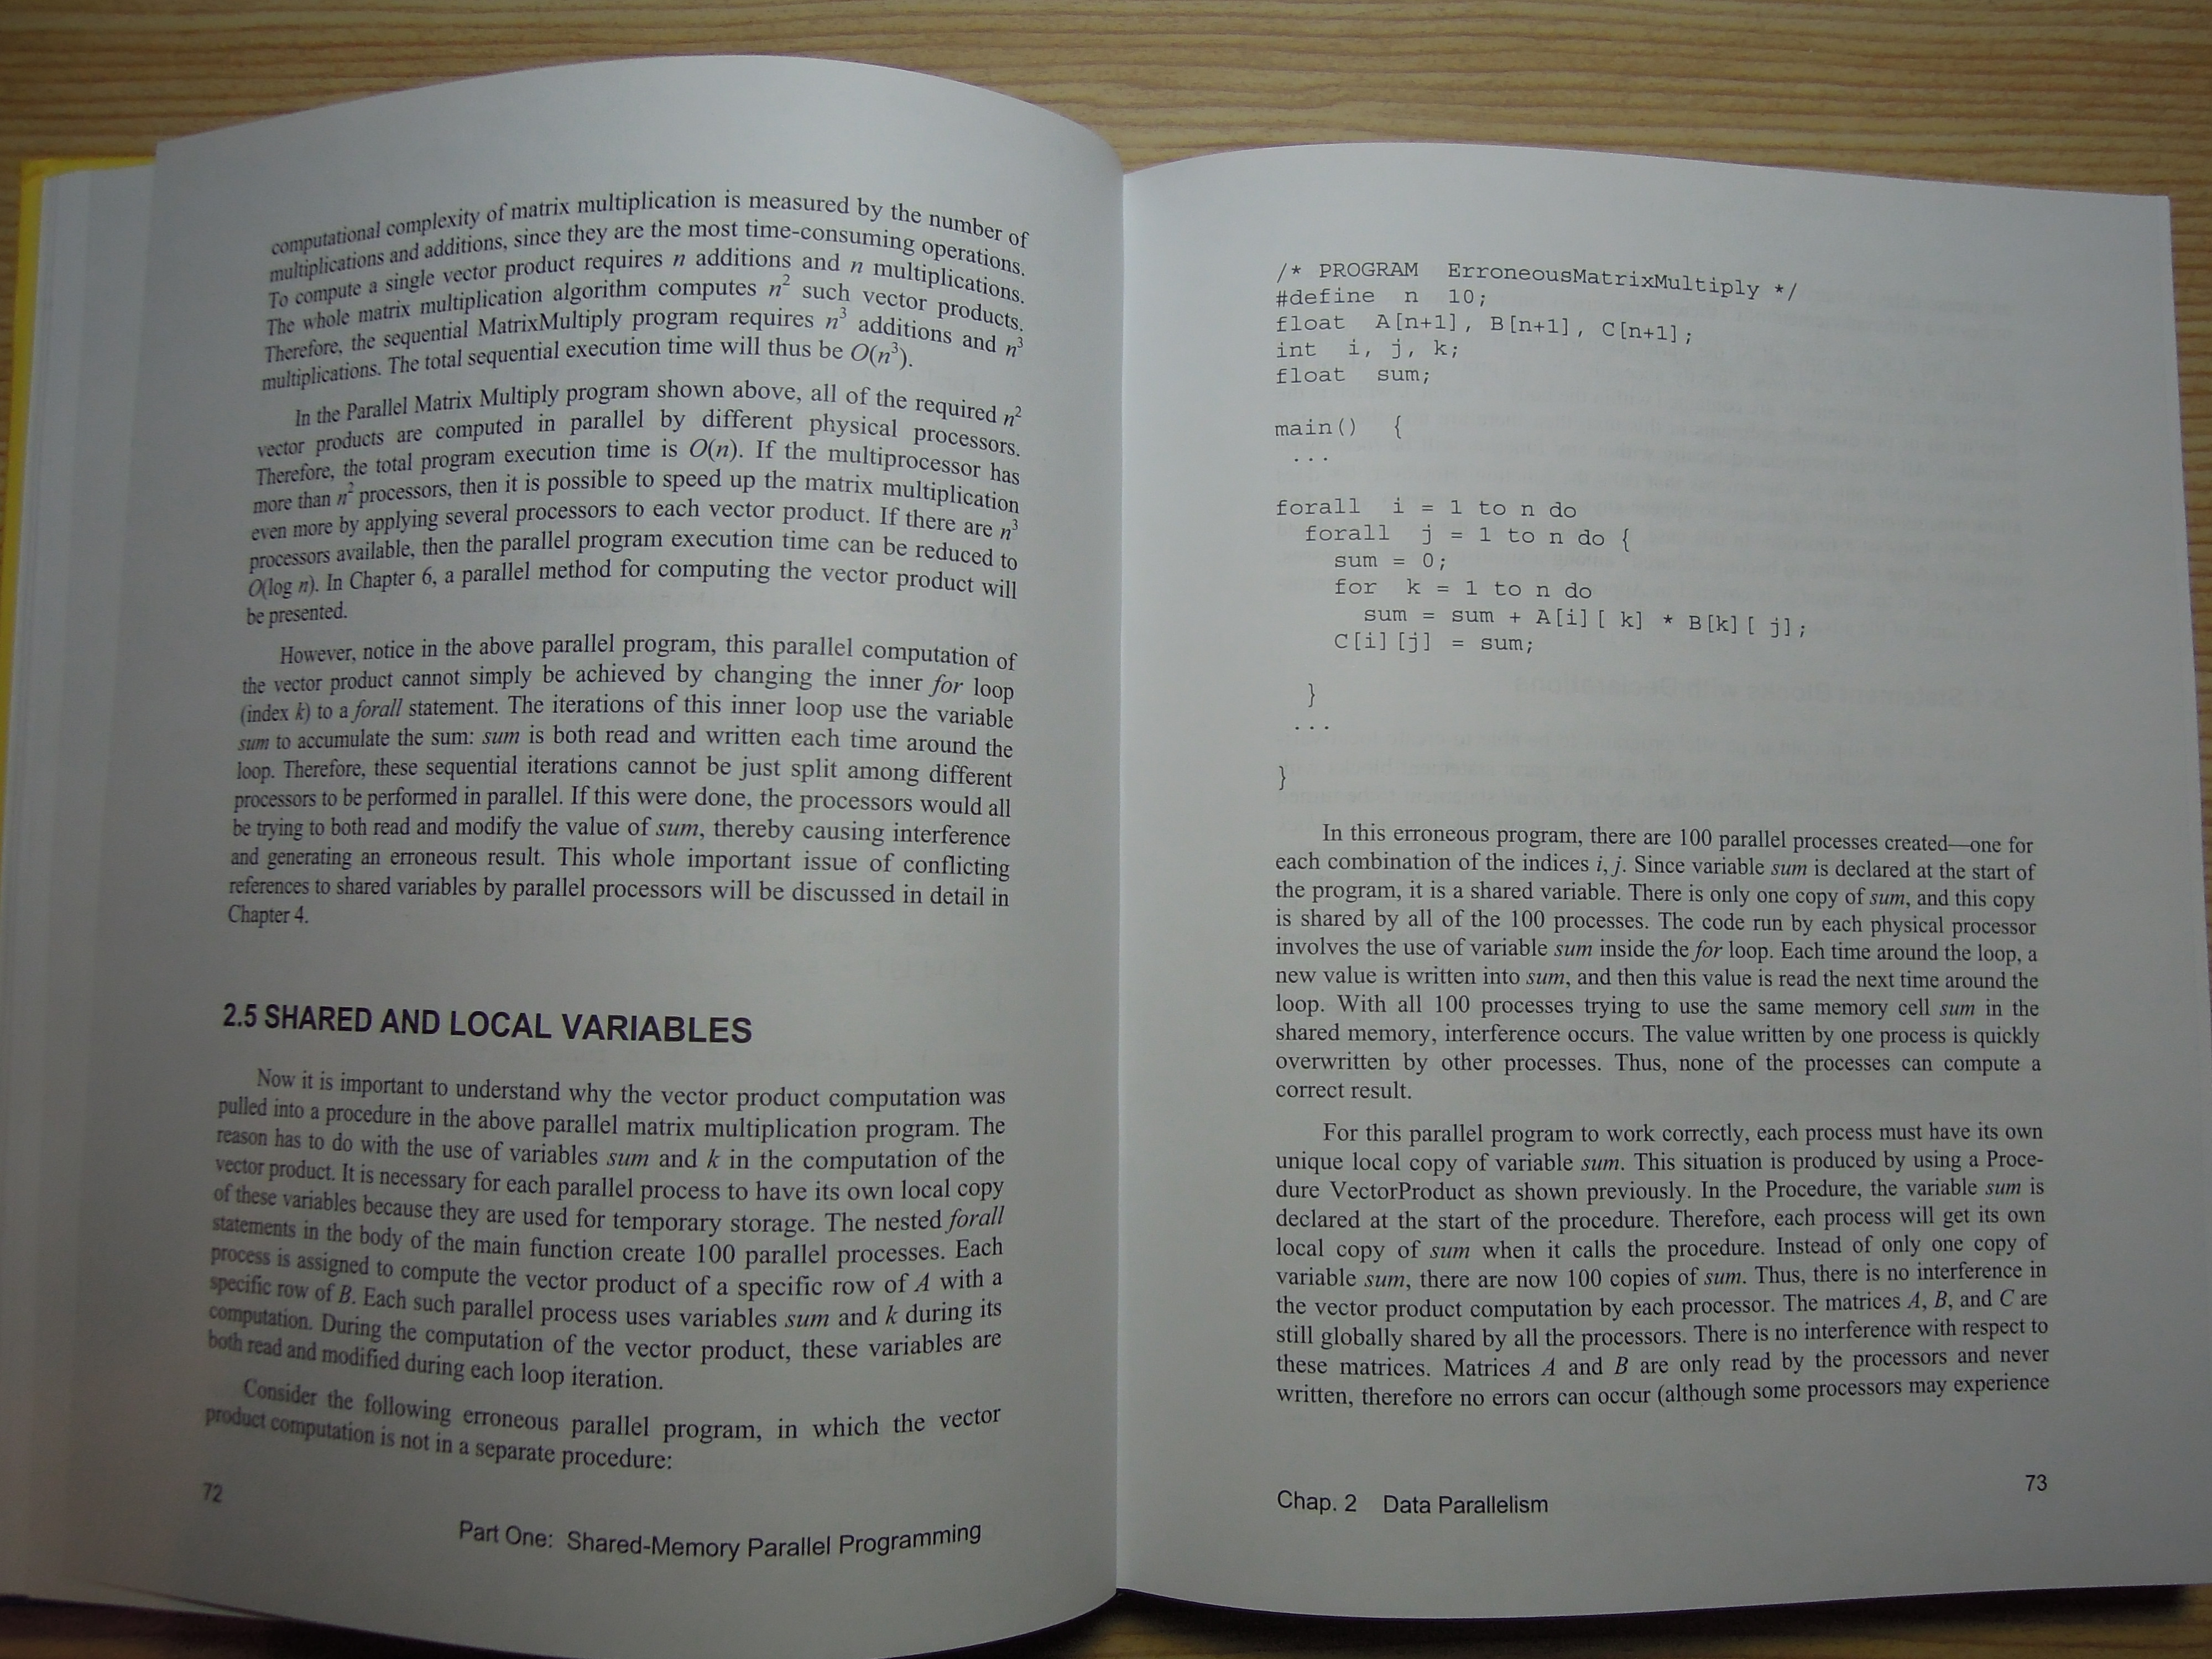 computational complexity of matrix multiplication is measured by the number of
multiplications and additions, since they are the most time-consuming operations.
To compute a single vector product requires n additions and n multiplications.
The whole matrix multiplication algorithm computes n² such vector products.
Therefore, the sequential MatrixMultiply program requires n³ additions and n³
multiplications. The total sequential execution time will thus be O(n³).
In the Parallel Matrix Multiply program shown above, all of the required n²
vector products are computed in parallel by different physical processors.
Therefore, the total program execution time is O(n). If the multiprocessor has
more than n² processors, then it is possible to speed up the matrix multiplication
even more by applying several processors to each vector product. If there are n³
processors available, then the parallel program execution time can be reduced to
O(log n). In Chapter 6, a parallel method for computing the vector product will
be presented.
However, notice in the above parallel program, this parallel computation of
the vector product cannot simply be achieved by changing the inner for loop
(index k) to a forall statement. The iterations of this inner loop use the variable
sum to accumulate the sum: sum is both read and written each time around the
loop. Therefore, these sequential iterations cannot be just split among different
processors to be performed in parallel. If this were done, the processors would all
be trying to both read and modify the value of sum, thereby causing interference
and generating an erroneous result. This whole important issue of conflicting
references to shared variables by parallel processors will be discussed in detail in
Chapter 4.
2.5 SHARED AND LOCAL VARIABLES
Now it is important to understand why the vector product computation was
pulled into a procedure in the above parallel matrix multiplication program. The
reason has to do with the use of variables sum and k in the computation of the
vector product. It is necessary for each parallel process to have its own local copy
of these variables because they are used for temporary storage. The nested forall
statements in the body of the main function create 100 parallel processes. Each
process is assigned to compute the vector product of a specific row of A with a
specific row of B. Each such parallel process uses variables sum and k during its
computation. During the computation of the vector product, these variables are
both read and modified during each loop iteration.
Consider the following erroneous parallel program, in which the vector
product computation is not in a separate procedure:
72
Part One: Shared-Memory Parallel Programming
/* PROGRAM ErroneousMatrixMultiply */
#define n 10;
float A[n+1], B[n+1], C[n+1];
int i, j, k;
float sum;
main() {
...
forall i = 1 to n do
forall j = 1 to n do {
sum = 0;
for k = 1 to n do
sum = sum + A[i][ k] * B[k][ j];
C[i][j] = sum;
}
...
}
In this erroneous program, there are 100 parallel processes created—one for
each combination of the indices i, j. Since variable sum is declared at the start of
the program, it is a shared variable. There is only one copy of sum, and this copy
is shared by all of the 100 processes. The code run by each physical processor
involves the use of variable sum inside the for loop. Each time around the loop, a
new value is written into sum, and then this value is read the next time around the
loop. With all 100 processes trying to use the same memory cell sum in the
shared memory, interference occurs. The value written by one process is quickly
overwritten by other processes. Thus, none of the processes can compute a
correct result.
For this parallel program to work correctly, each process must have its own
unique local copy of variable sum. This situation is produced by using a Proce-
dure VectorProduct as shown previously. In the Procedure, the variable sum is
declared at the start of the procedure. Therefore, each process will get its own
local copy of sum when it calls the procedure. Instead of only one copy of
variable sum, there are now 100 copies of sum. Thus, there is no interference in
the vector product computation by each processor. The matrices A, B, and C are
still globally shared by all the processors. There is no interference with respect to
these matrices. Matrices A and B are only read by the processors and never
written, therefore no errors can occur (although some processors may experience
Chap. 2 Data Parallelism
73